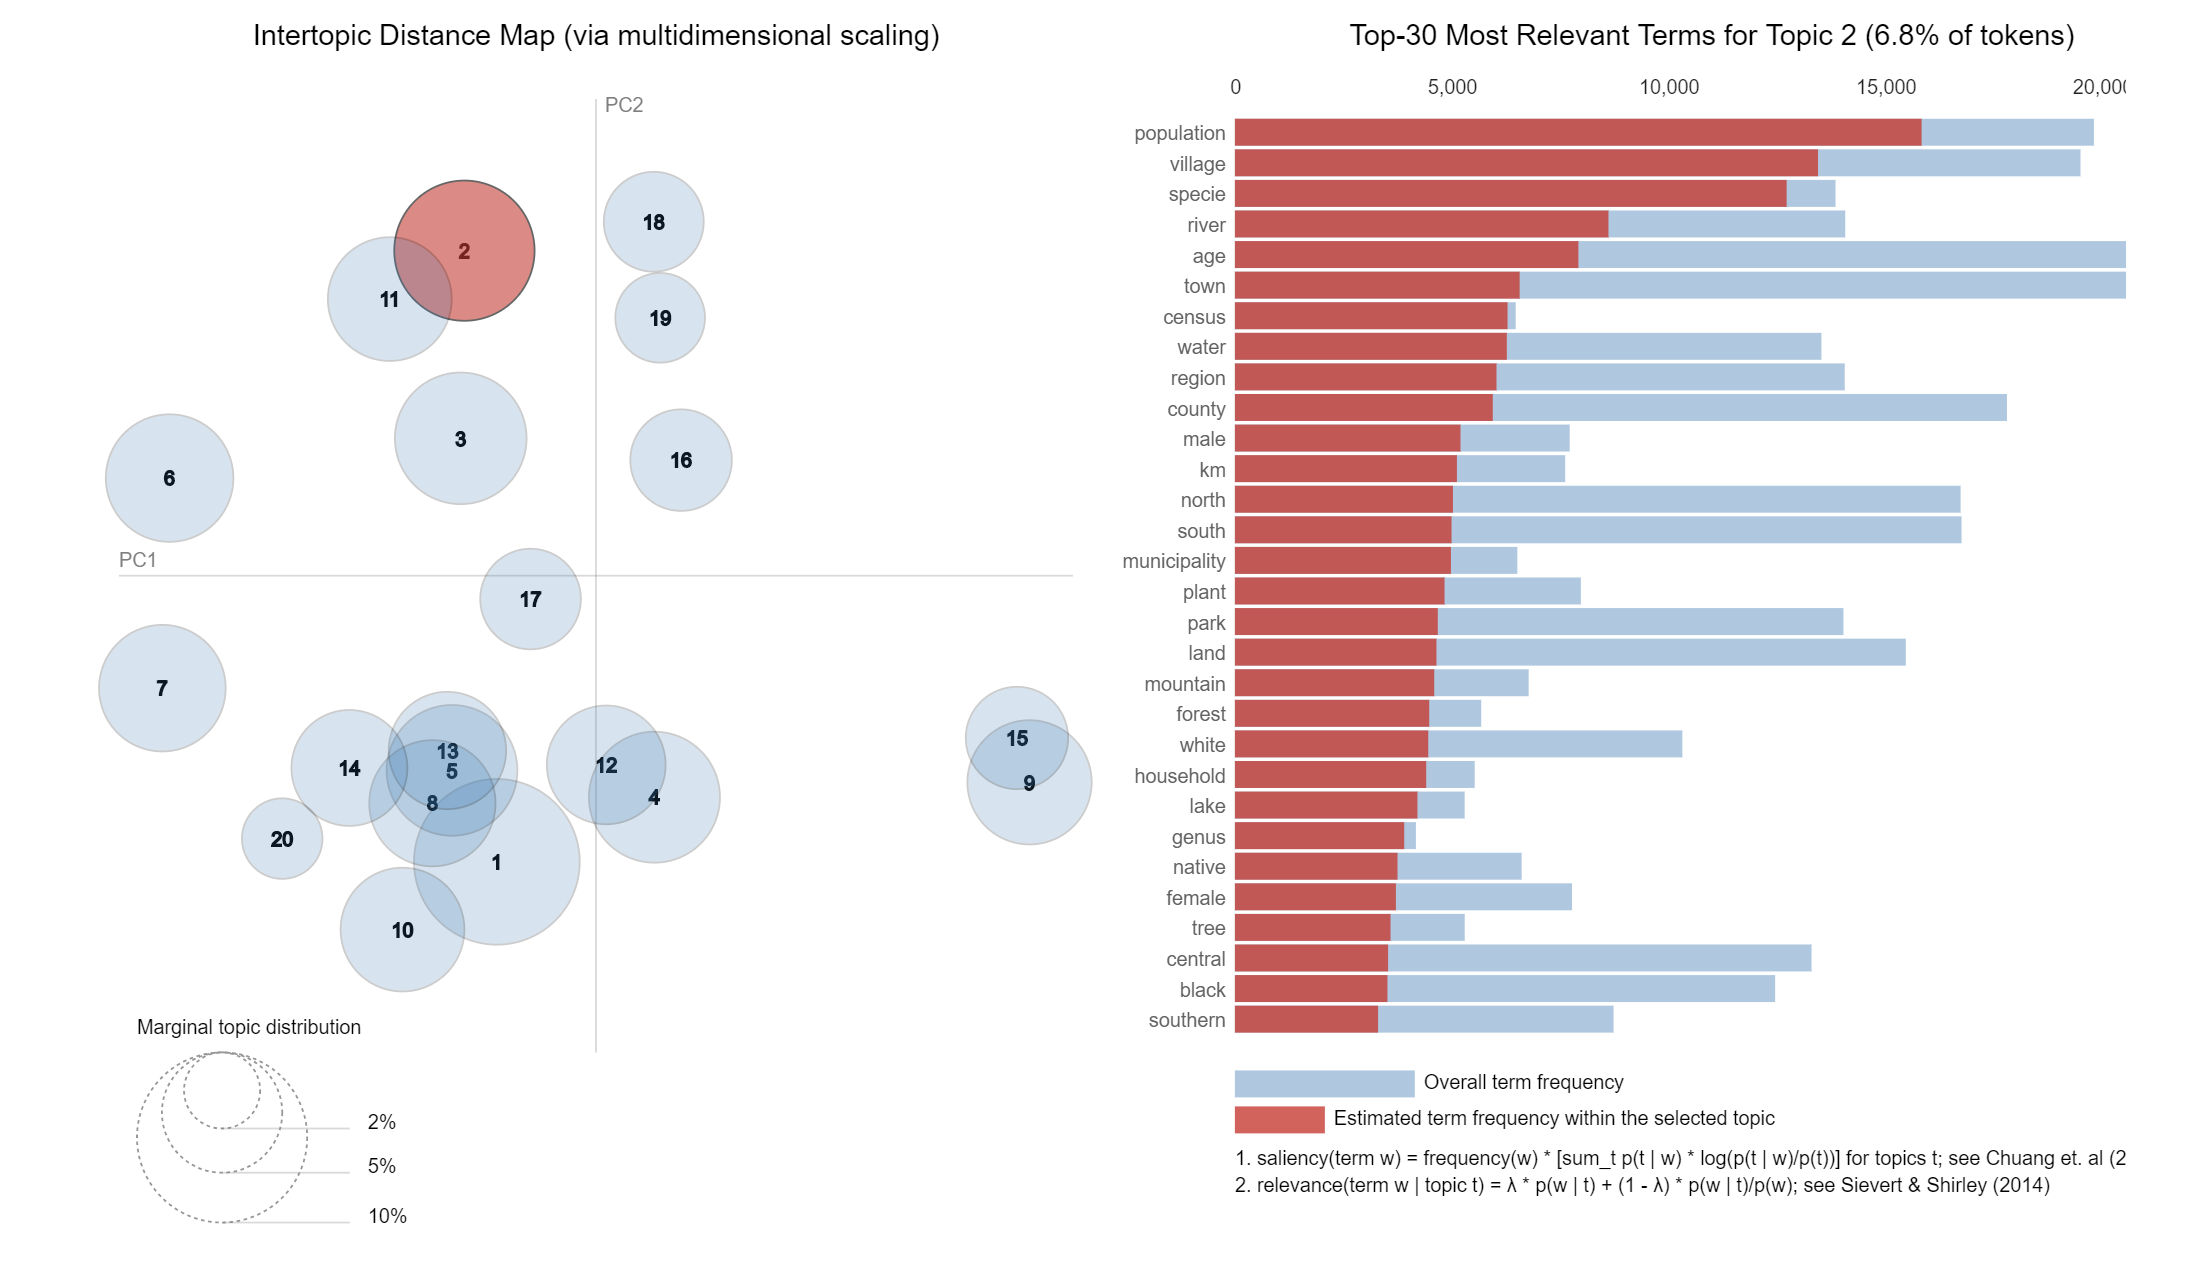 Intertopic Distance Map (via multidimensional scaling)
PC2
18
2
11
19
3
16
6
PC1
17
7
15
13
14
5
12
9
8
4
20
1
10
Marginal topic distribution
2%
5%
10%
Top-30 Most Relevant Terms for Topic 2 (6.8% of tokens)
0 5,000 10,000 15,000 20,000
population
village
specie
river
age
town
census
water
region
county
male
km
north
south
municipality
plant
park
land
mountain
forest
white
household
lake
genus
native
female
tree
central
black
southern
Overall term frequency
Estimated term frequency within the selected topic
1. saliency(term w) = frequency(w) * [sum_t p(t | w) * log(p(t | w)/p(t))] for topics t; see Chuang et. al (2
2. relevance(term w | topic t) = λ * p(w | t) + (1 - λ) * p(w | t)/p(w); see Sievert & Shirley (2014)